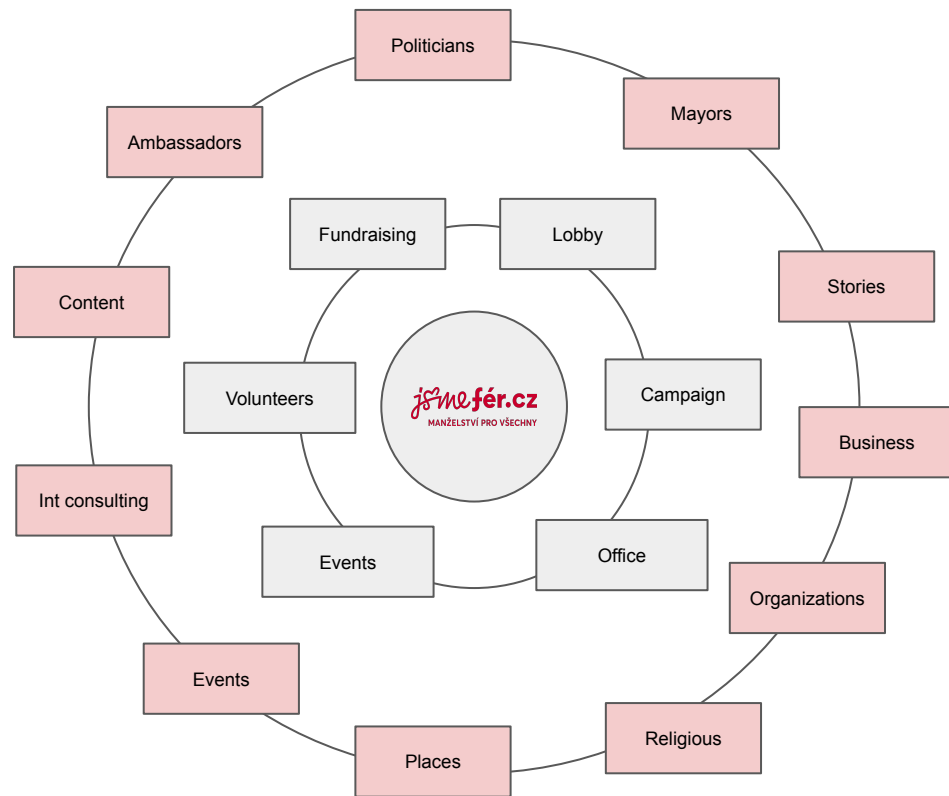 Politicians
Mayors
Ambassadors
Fundraising
Lobby
Stories
Content
jsmefér.cz
MANŽELSTVÍ PRO VŠECHNY
Volunteers
Campaign
Business
Int consulting
Events
Office
Organizations
Events
Religious
Places